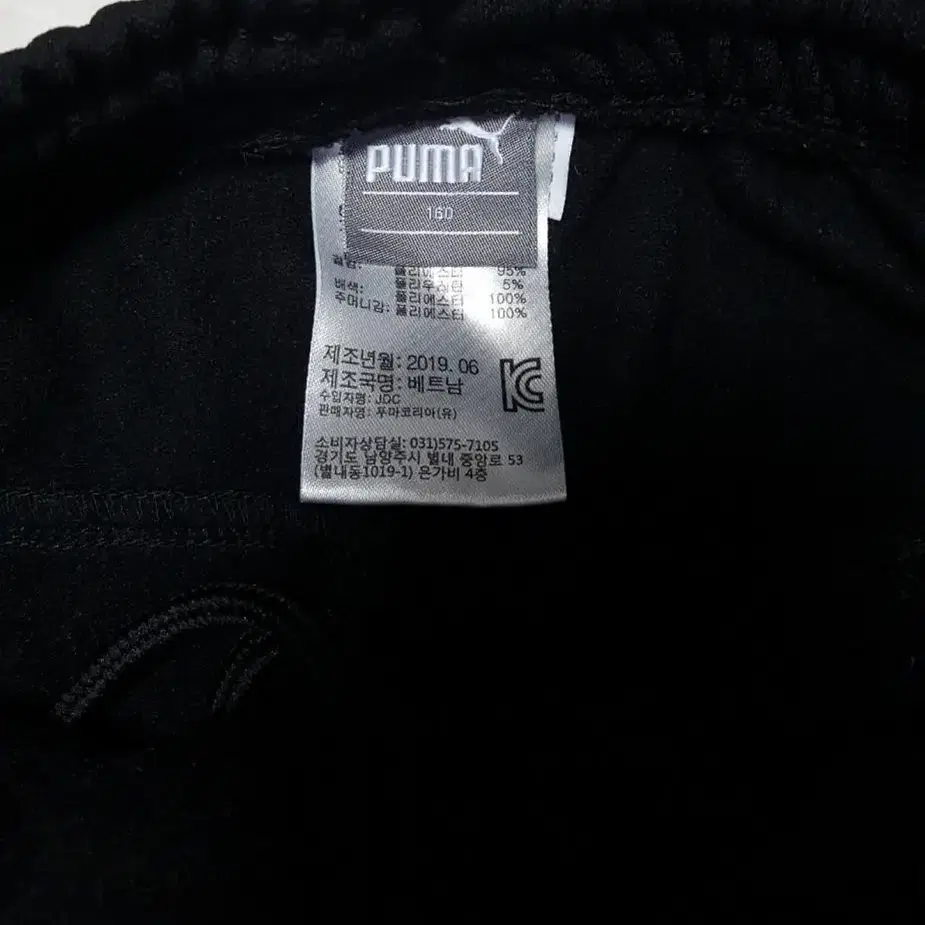 PUMA
160
겉감: 폴리에스터 95%
폴리우레탄 5%
배색: 폴리에스터 100%
주머니감: 폴리에스터 100%
제조년월: 2019. 06
제조국명: 베트남
수입자명: JDC
판매자명: 푸마코리아(유)
소비자상담실: 031)575-7105
경기도 남양주시 별내 중앙로 53
(별내동1019-1) 은가비 4층